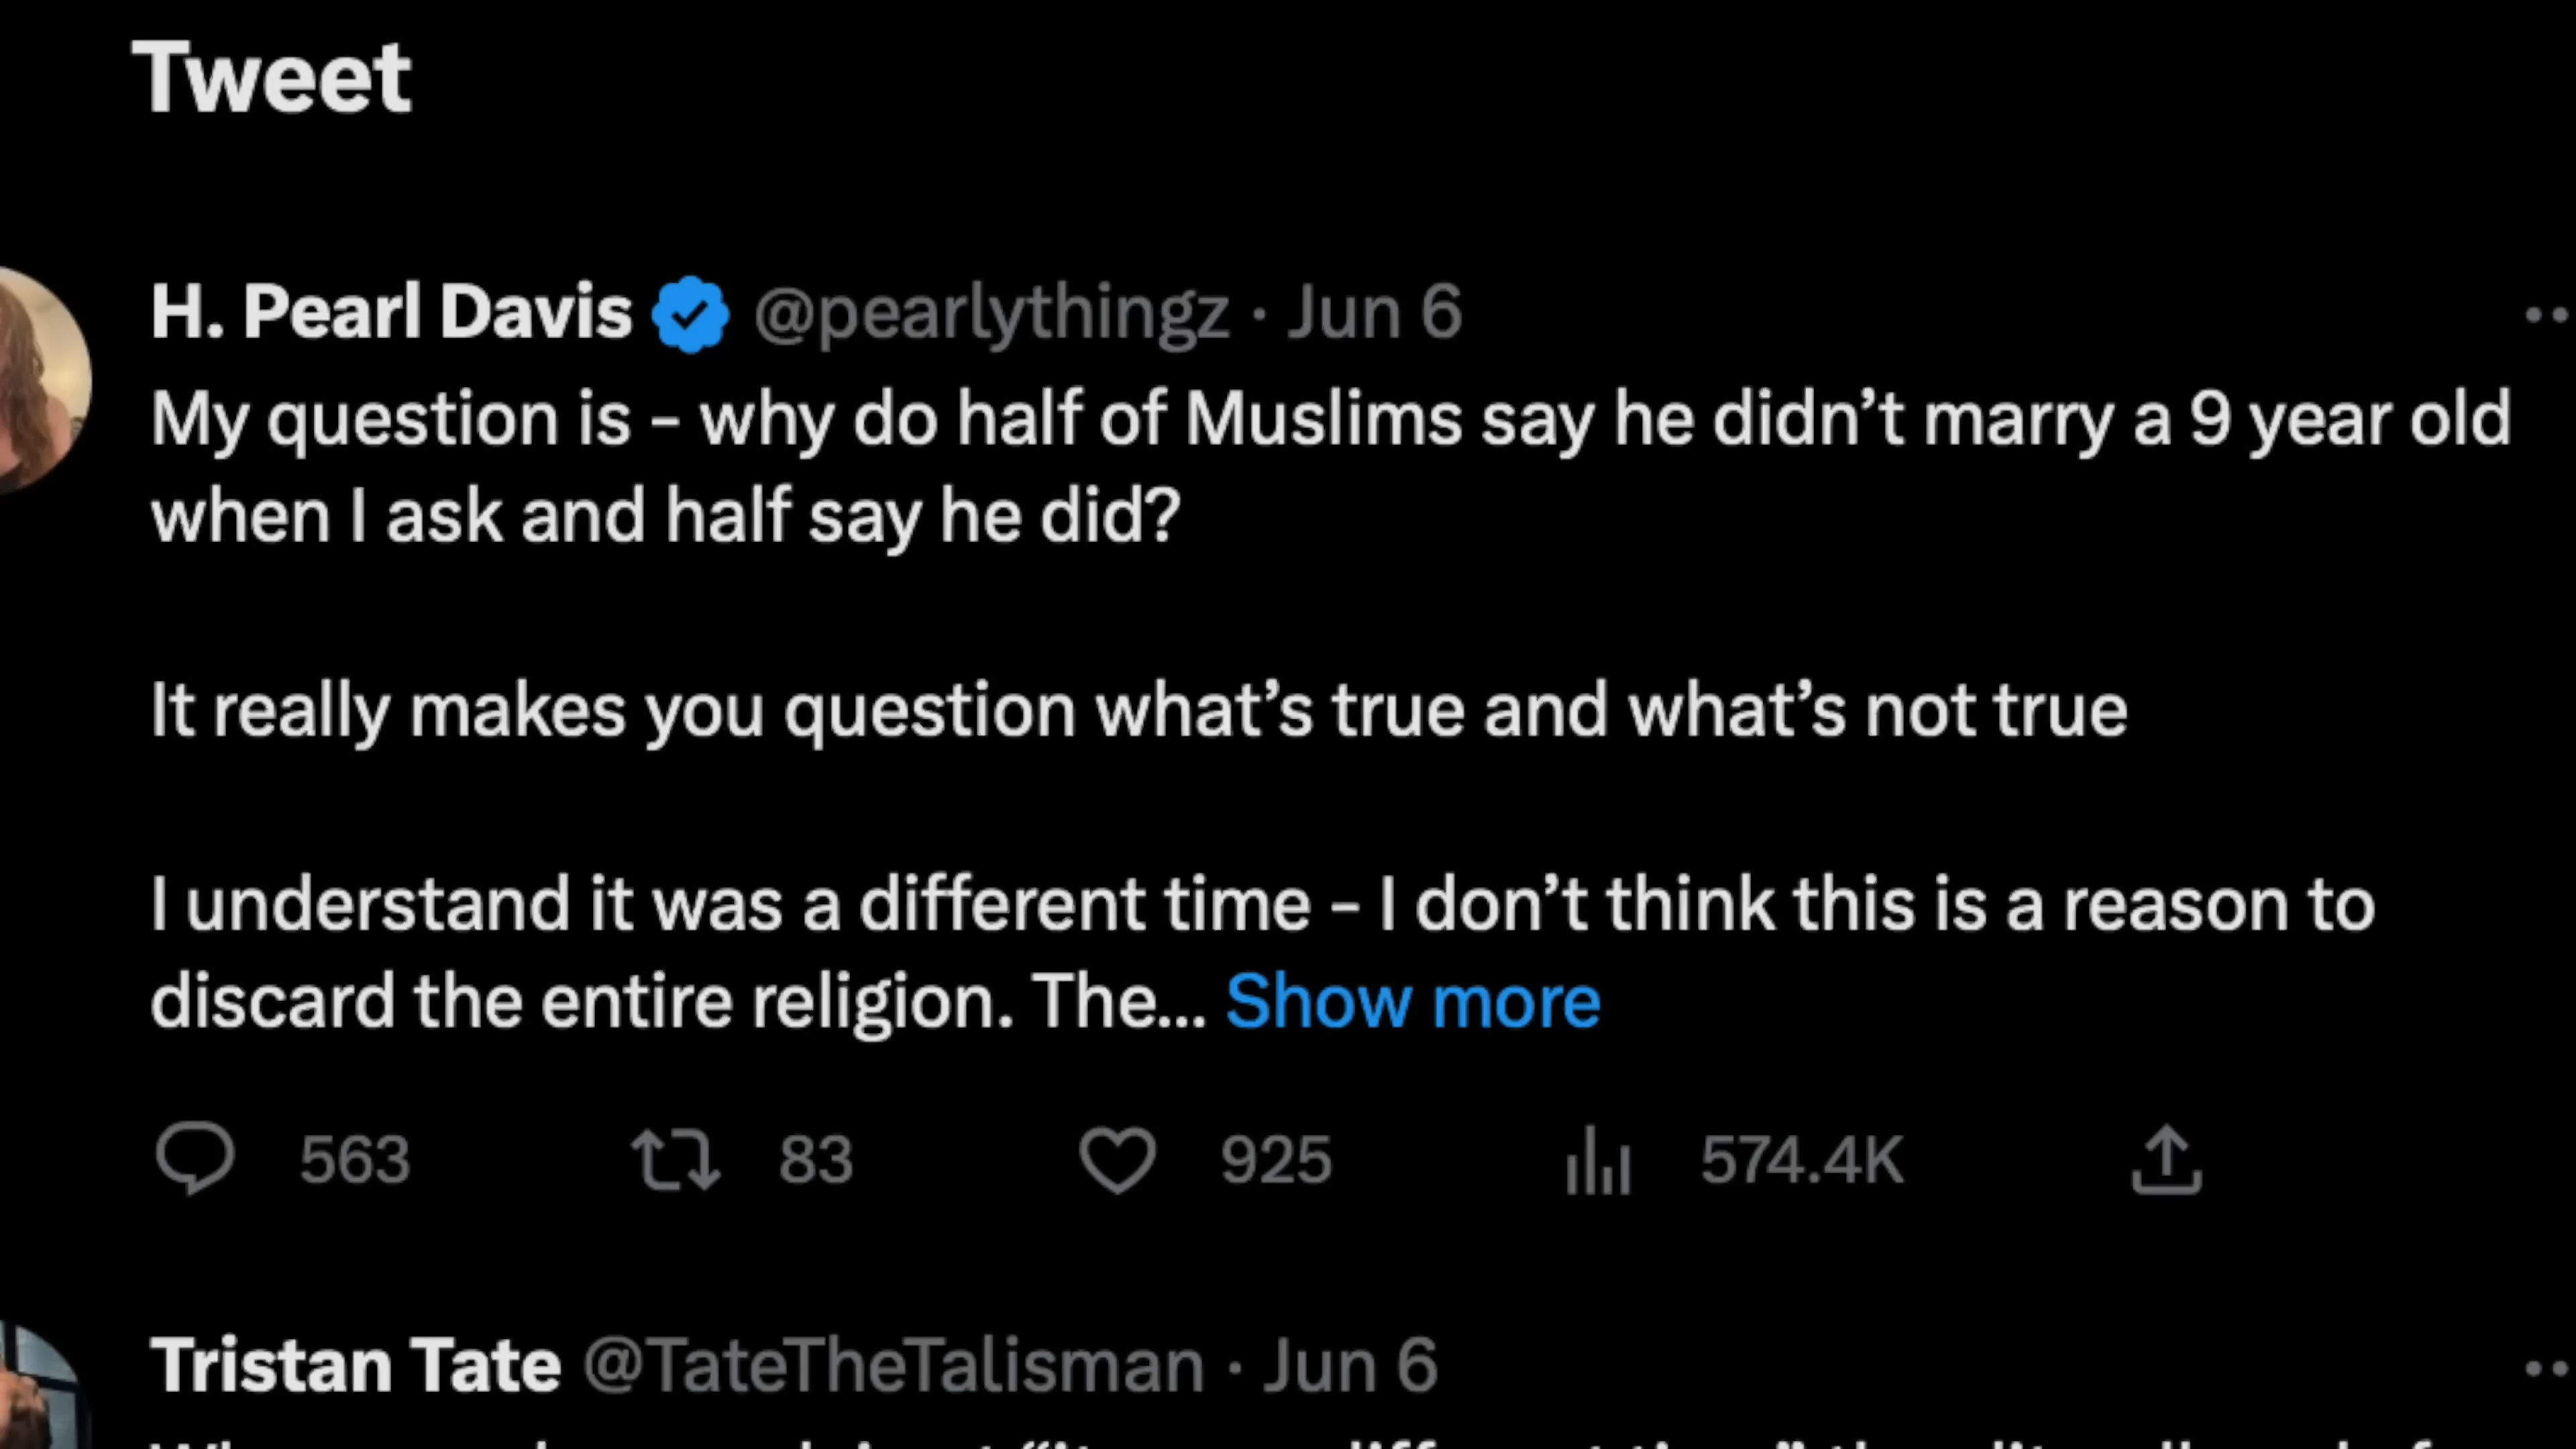 Tweet
H. Pearl Davis @pearlythingz · Jun 6
My question is – why do half of Muslims say he didn’t marry a 9 year old
when I ask and half say he did?
It really makes you question what’s true and what’s not true
I understand it was a different time – I don’t think this is a reason to
discard the entire religion. The... Show more
563 83 925 574.4K
Tristan Tate @TateTheTalisman · Jun 6